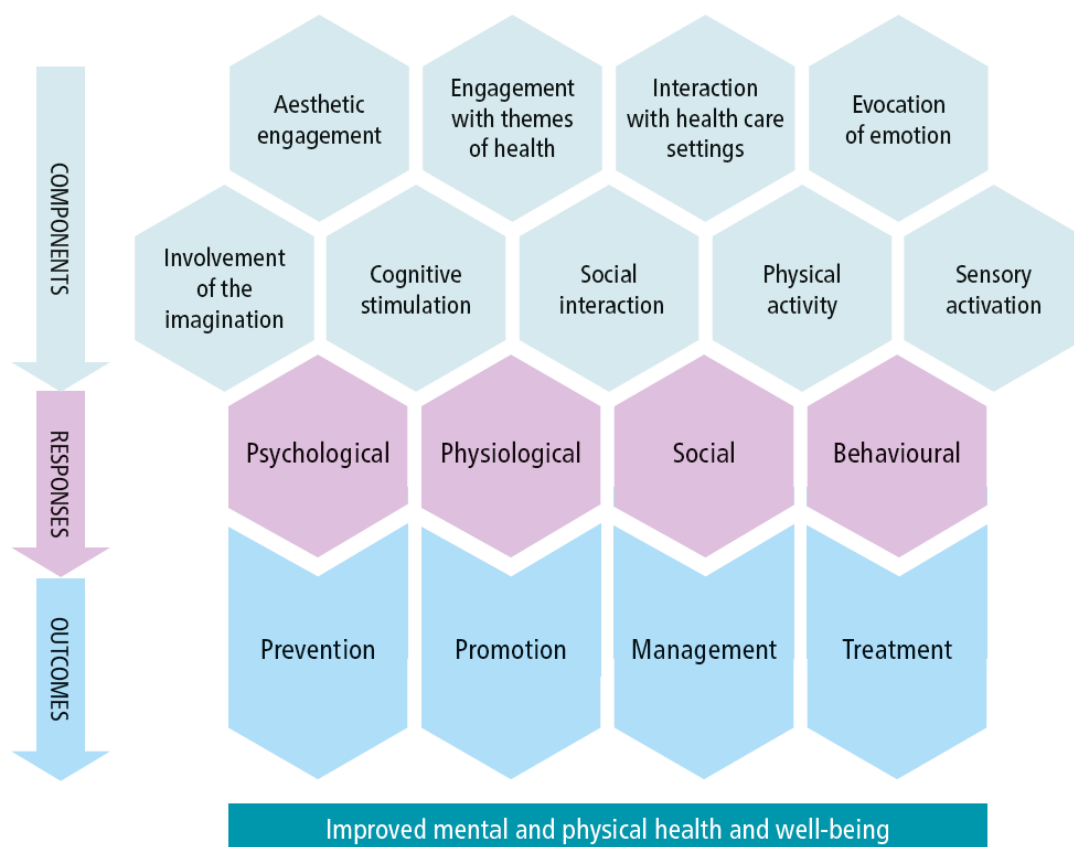 COMPONENTS
Aesthetic
engagement
Engagement
with themes
of health
Interaction
with health care
settings
Evocation
of emotion
Involvement
of the
imagination
Cognitive
stimulation
Social
interaction
Physical
activity
Sensory
activation
RESPONSES
Psychological
Physiological
Social
Behavioural
OUTCOMES
Prevention
Promotion
Management
Treatment
Improved mental and physical health and well-being